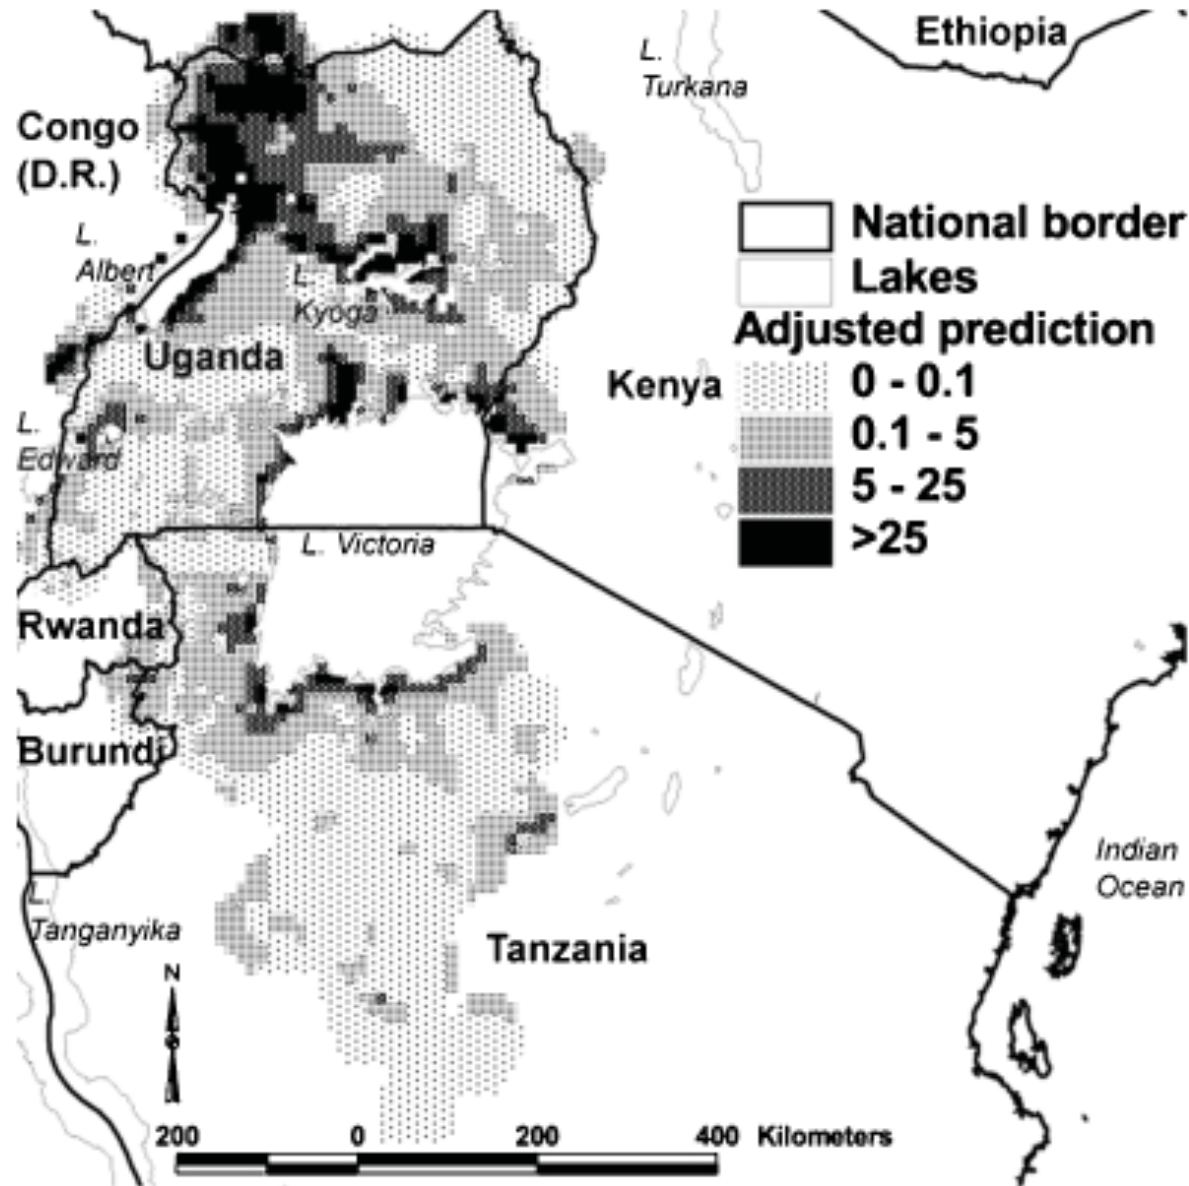 Ethiopia
L.
Turkana
Congo
(D.R.)
National border
L.
Albert
Lakes
L.
Kyoga
Adjusted prediction
Uganda
Kenya
0 - 0.1
L.
Edward
0.1 - 5
5 - 25
>25
L. Victoria
Rwanda
Burundi
Indian
Ocean
L.
Tanganyika
Tanzania
N
200 0 200 400 Kilometers